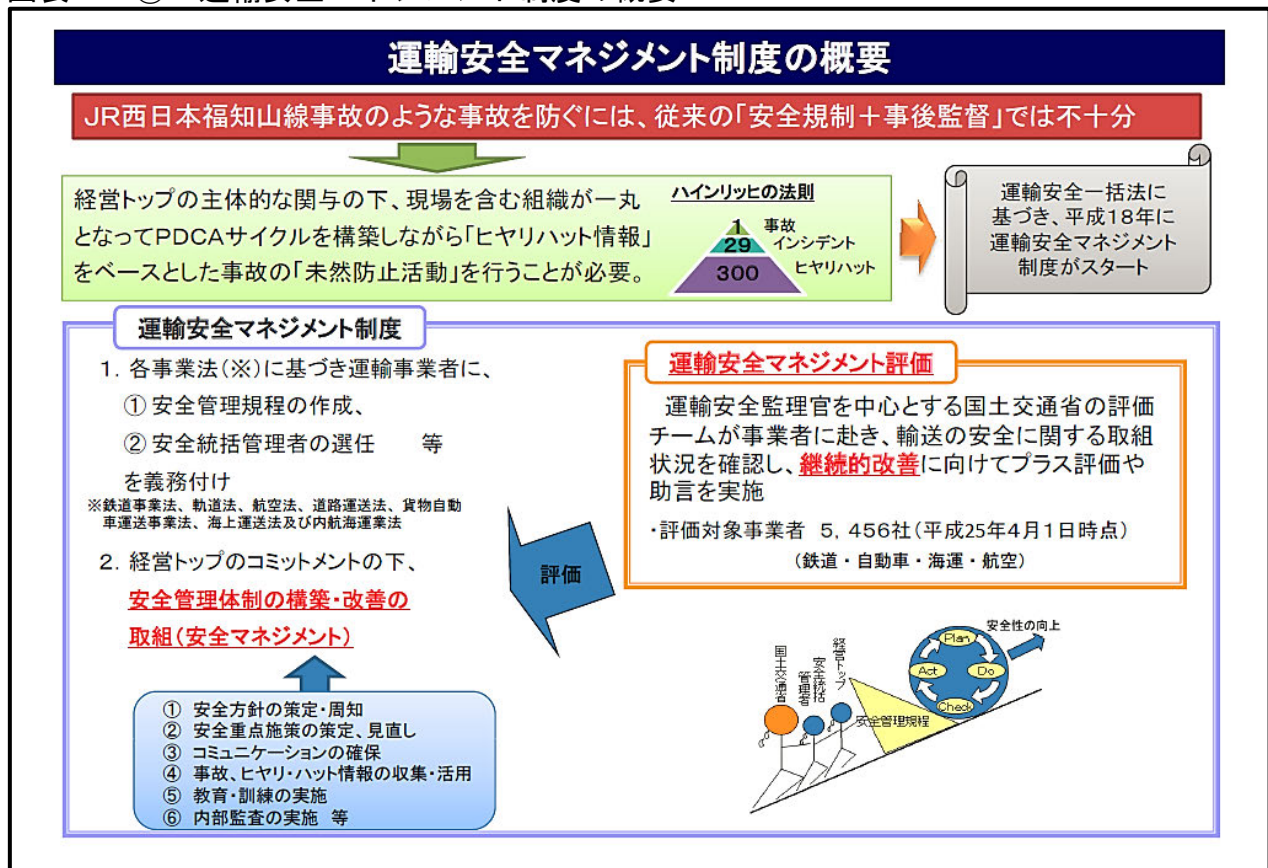 運輸安全マネジメント制度の概要
JR西日本福知山線事故のような事故を防ぐには、従来の「安全規制+事後監督」では不十分
経営トップの主体的な関与の下、現場を含む組織が一丸
となってPDCAサイクルを構築しながら「ヒヤリハット情報」
をベースとした事故の「未然防止活動」を行うことが必要。
ハインリッヒの法則
1 事故
29 インシデント
300 ヒヤリハット
運輸安全一括法に
基づき、平成18年に
運輸安全マネジメント
制度がスタート
運輸安全マネジメント制度
1. 各事業法(※)に基づき運輸事業者に、
① 安全管理規程の作成、
② 安全統括管理者の選任 等
を義務付け
※鉄道事業法、軌道法、航空法、道路運送法、貨物自動
車運送事業法、海上運送法及び内航海運業法
2. 経営トップのコミットメントの下、
安全管理体制の構築・改善の
取組(安全マネジメント)
① 安全方針の策定・周知
② 安全重点施策の策定、見直し
③ コミュニケーションの確保
④ 事故、ヒヤリ・ハット情報の収集・活用
⑤ 教育・訓練の実施
⑥ 内部監査の実施 等
評価
運輸安全マネジメント評価
運輸安全監理官を中心とする国土交通省の評価
チームが事業者に赴き、輸送の安全に関する取組
状況を確認し、継続的改善に向けてプラス評価や
助言を実施
・評価対象事業者 5,456社(平成25年4月1日時点)
(鉄道・自動車・海運・航空)
国土交通省
安全統括
管理者
経営トップ
安全管理規程
Plan
Do
Check
Act
安全性の向上